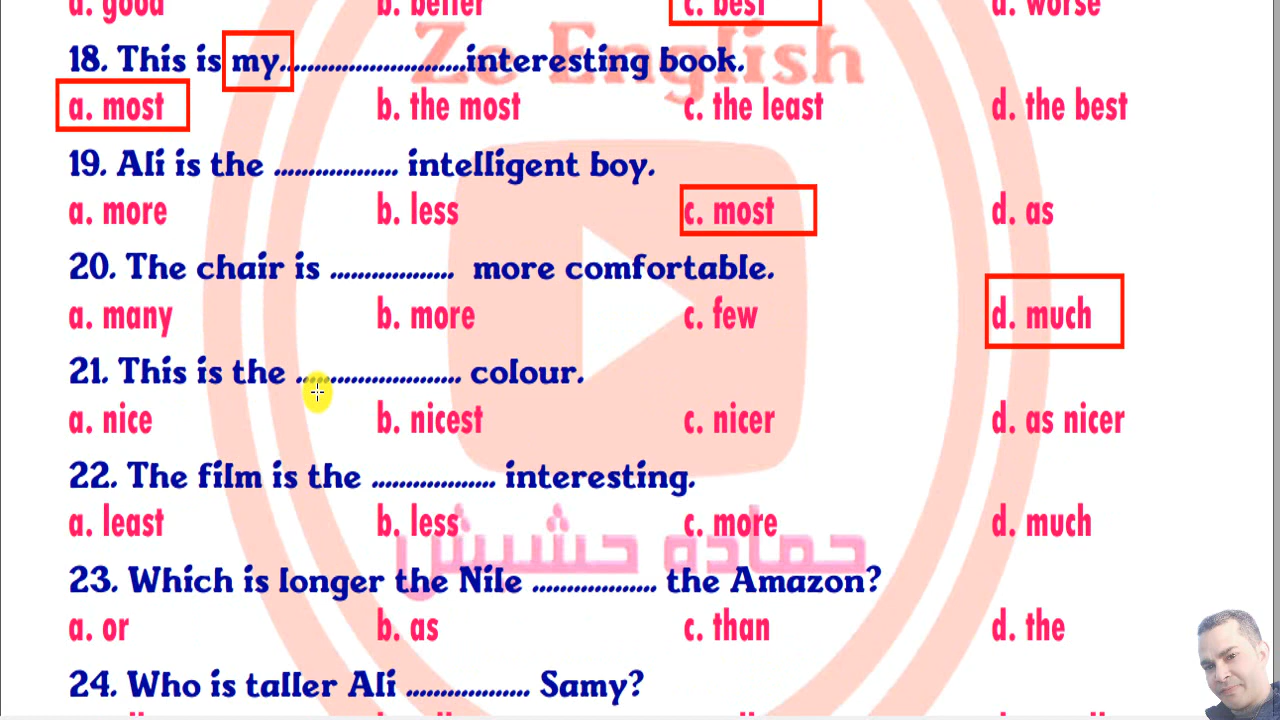 a. good b. better c. best d. worse
Ze English
18. This is my..........................interesting book.
a. most b. the most c. the least d. the best
19. Ali is the .................. intelligent boy.
a. more b. less c. most d. as
20. The chair is .................. more comfortable.
a. many b. more c. few d. much
21. This is the ........................ colour.
a. nice b. nicest c. nicer d. as nicer
22. The film is the .................. interesting.
a. least b. less c. more d. much
حماده حشيش
23. Which is longer the Nile .................. the Amazon?
a. or b. as c. than d. the
24. Who is taller Ali .................. Samy?